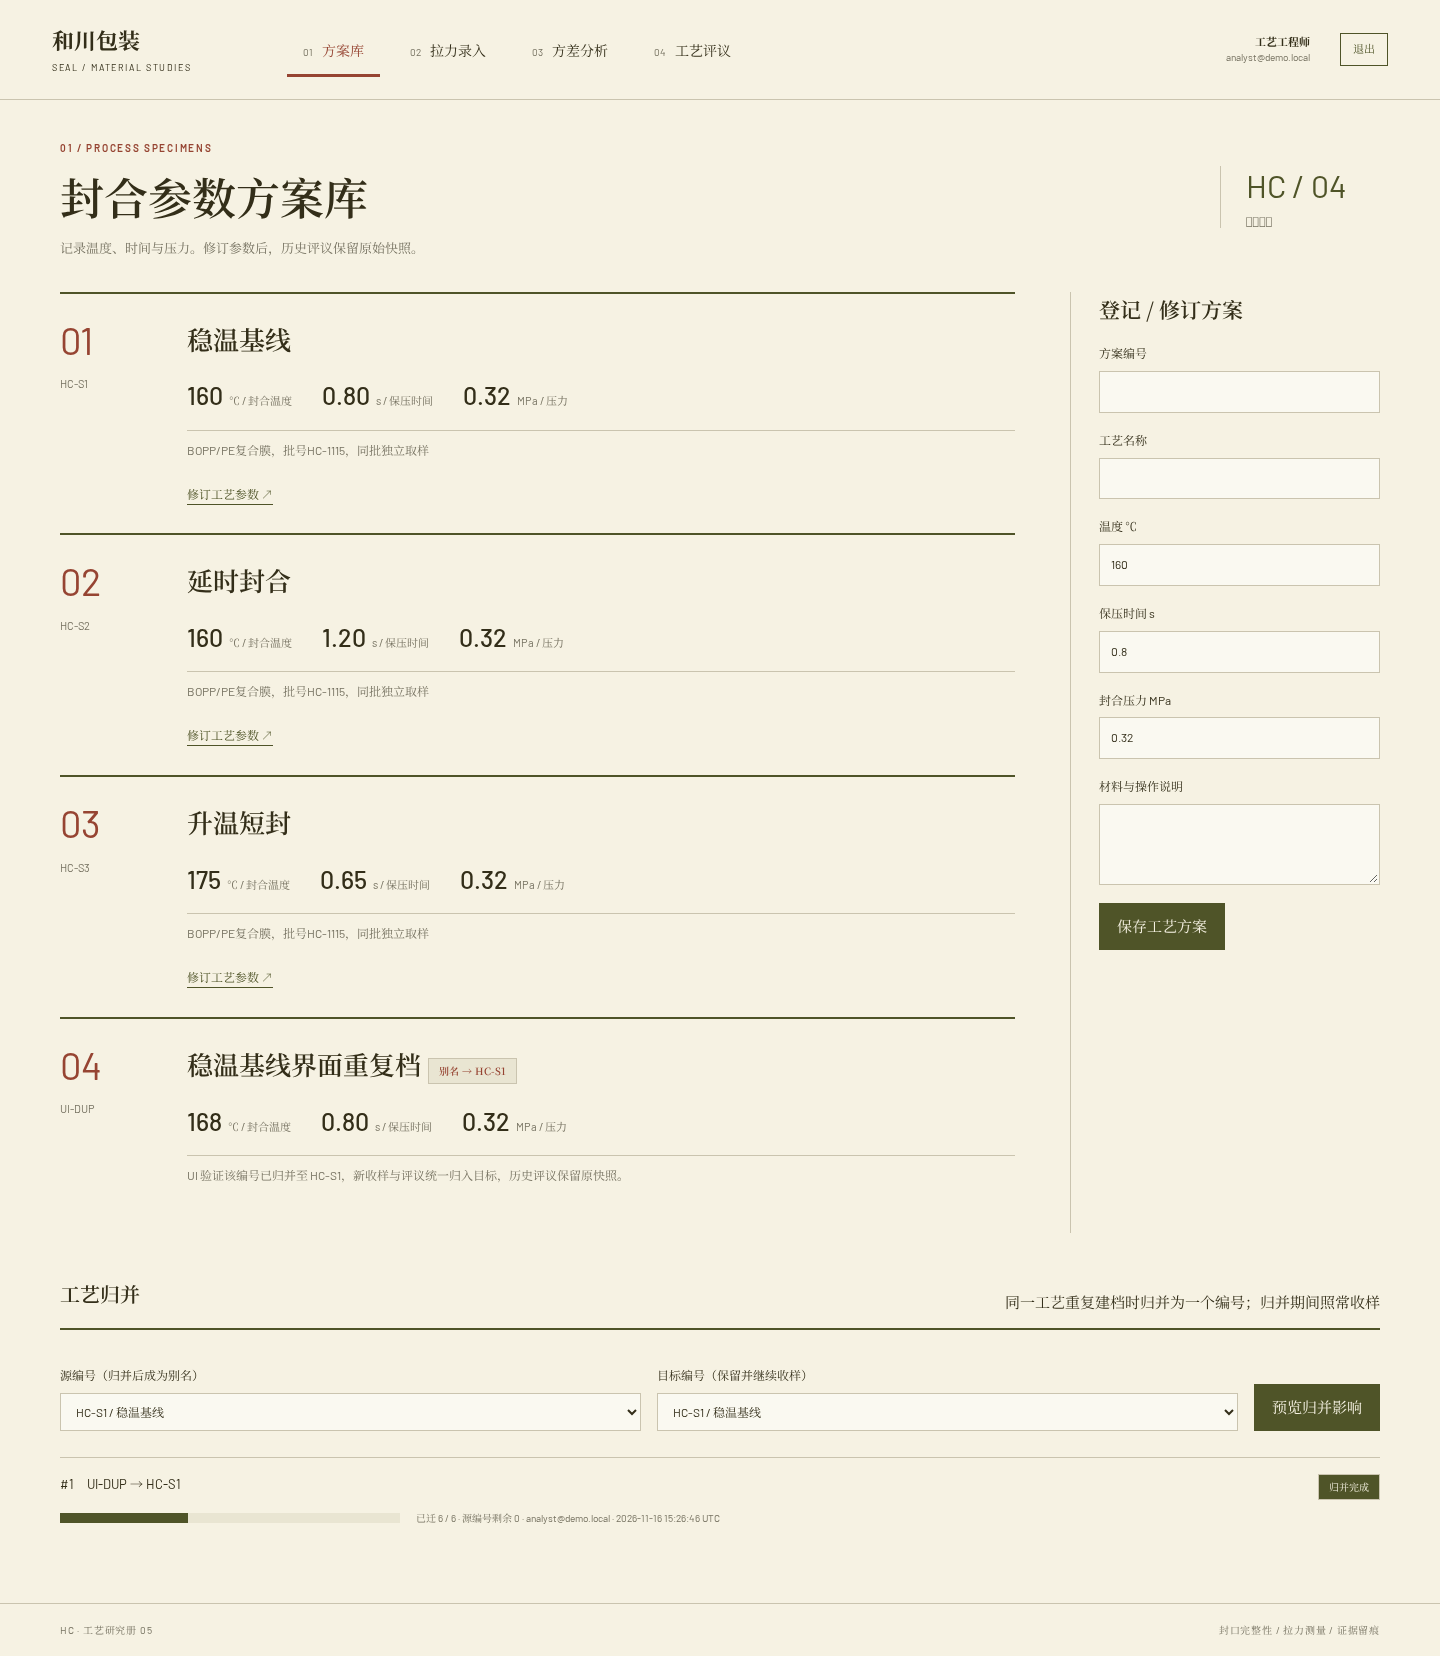 和川包装
SEAL / MATERIAL STUDIES
01 方案库
02 拉力录入
03 方差分析
04 工艺评议
工艺工程师
analyst@demo.local
退出
01 / PROCESS SPECIMENS
封合参数方案库
记录温度、时间与压力。修订参数后，历史评议保留原始快照。
HC / 04
01
HC-S1
稳温基线
160 °C / 封合温度 0.80 s / 保压时间 0.32 MPa / 压力
BOPP/PE复合膜，批号HC-1115，同批独立取样
修订工艺参数 ↗
02
HC-S2
延时封合
160 °C / 封合温度 1.20 s / 保压时间 0.32 MPa / 压力
BOPP/PE复合膜，批号HC-1115，同批独立取样
修订工艺参数 ↗
03
HC-S3
升温短封
175 °C / 封合温度 0.65 s / 保压时间 0.32 MPa / 压力
BOPP/PE复合膜，批号HC-1115，同批独立取样
修订工艺参数 ↗
04
UI-DUP
稳温基线界面重复档 别名 → HC-S1
168 °C / 封合温度 0.80 s / 保压时间 0.32 MPa / 压力
UI 验证该编号已归并至 HC-S1，新收样与评议统一归入目标，历史评议保留原快照。
登记 / 修订方案
方案编号
工艺名称
温度 °C
160
保压时间 s
0.8
封合压力 MPa
0.32
材料与操作说明
保存工艺方案
工艺归并
同一工艺重复建档时归并为一个编号；归并期间照常收样
源编号（归并后成为别名）
HC-S1 / 稳温基线
目标编号（保留并继续收样）
HC-S1 / 稳温基线
预览归并影响
#1 UI-DUP → HC-S1
归并完成
已迁 6 / 6 · 源编号剩余 0 · analyst@demo.local · 2026-11-16 15:26:46 UTC
HC · 工艺研究册 05
封口完整性 / 拉力测量 / 证据留痕